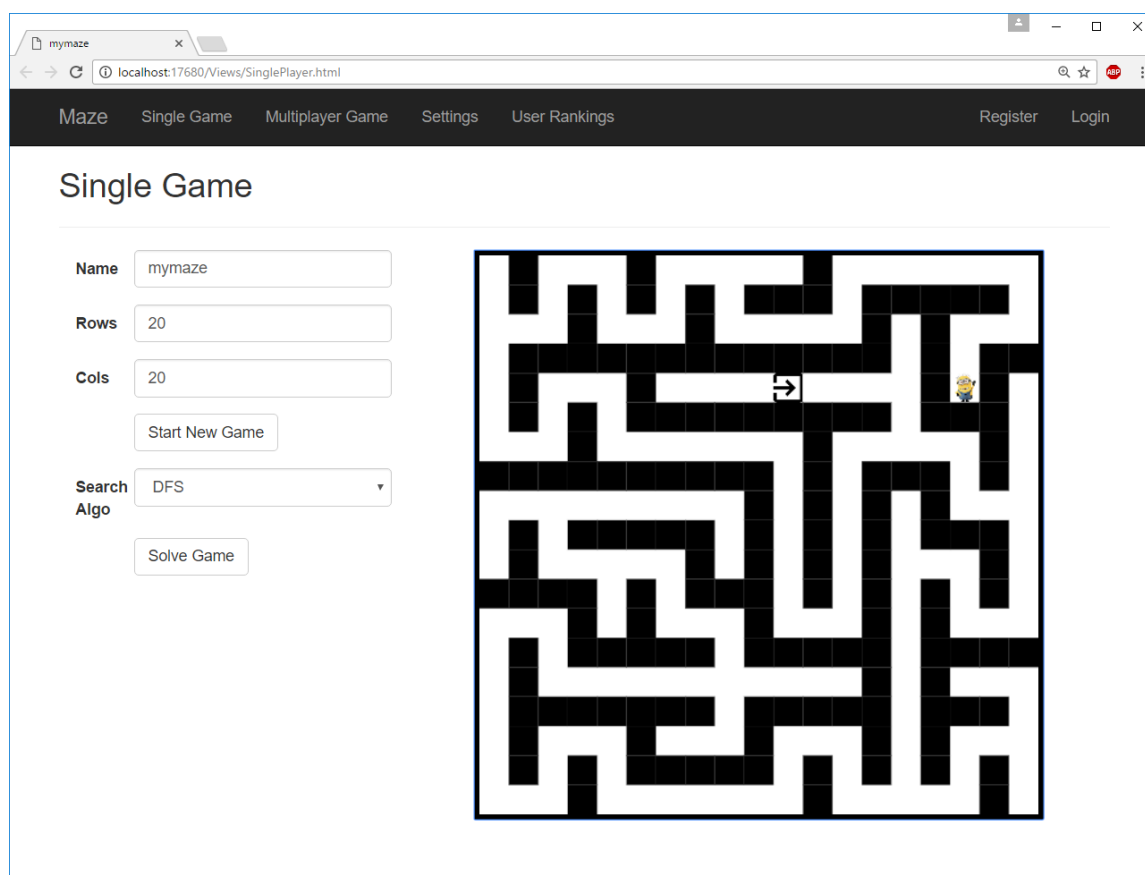 mymaze
localhost:17680/Views/SinglePlayer.html
ABP
Maze Single Game Multiplayer Game Settings User Rankings Register Login
Single Game
Name mymaze
Rows 20
Cols 20
Start New Game
Search DFS
Algo
Solve Game